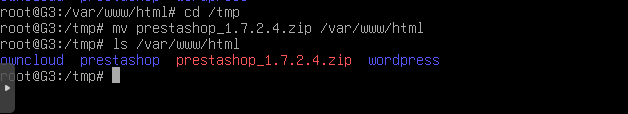 root@G3:/var/www/html# cd /tmp
root@G3:/tmp# mv prestashop_1.7.2.4.zip /var/www/html
root@G3:/tmp# ls /var/www/html
owncloud  prestashop  prestashop_1.7.2.4.zip  wordpress
root@G3:/tmp#